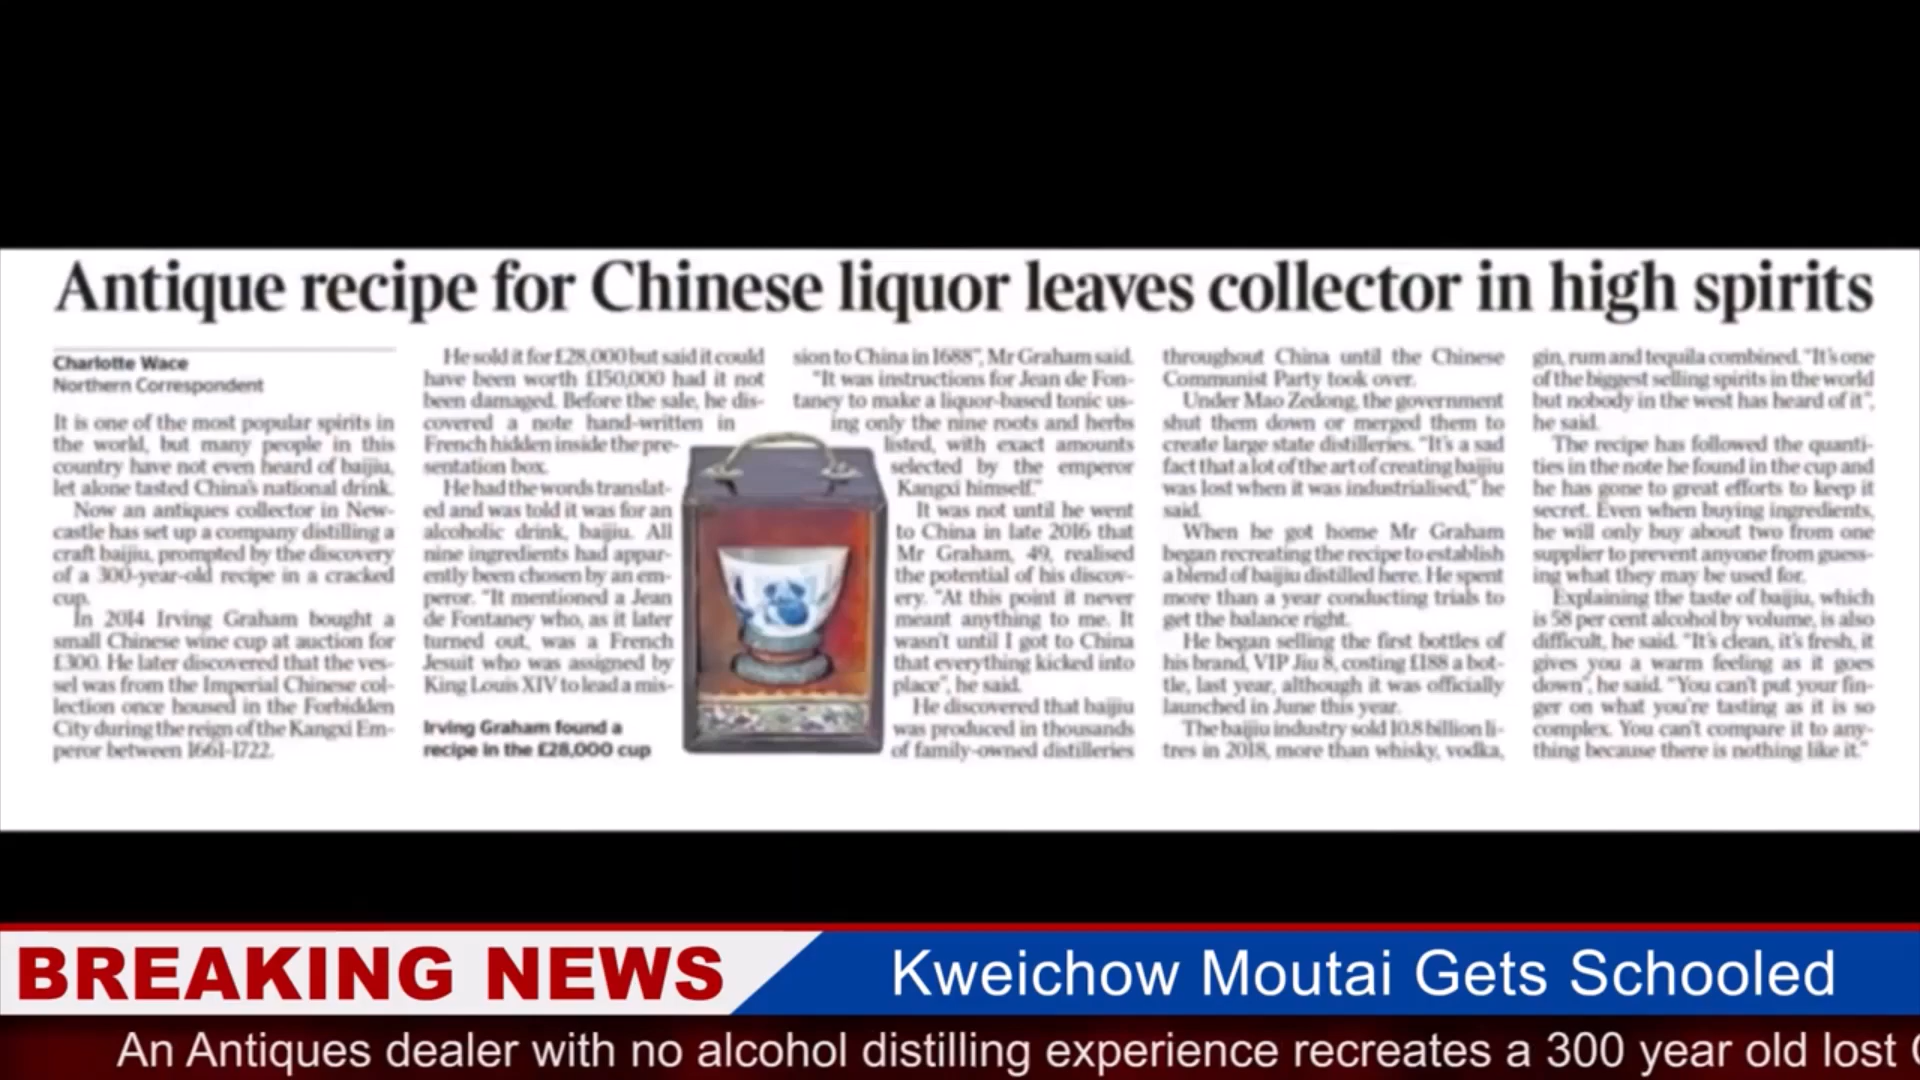 Antique recipe for Chinese liquor leaves collector in high spirits
Charlotte Wace
Northern Correspondent
It is one of the most popular spirits in
the world, but many people in this
country have not even heard of baijiu,
let alone tasted China's national drink.
Now an antiques collector in New-
castle has set up a company distilling a
craft baijiu, prompted by the discovery
of a 300-year-old recipe in a cracked
cup.
In 2014 Irving Graham bought a
small Chinese wine cup at auction for
£300. He later discovered that the ves-
sel was from the Imperial Chinese col-
lection once housed in the Forbidden
City during the reign of the Kangxi Em-
peror between 1661-1722.
He sold it for £28,000 but said it could
have been worth £150,000 had it not
been damaged. Before the sale, he dis-
covered a note hand-written in
French hidden inside the pre-
sentation box.
He had the words translat-
ed and was told it was for an
alcoholic drink, baijiu. All
nine ingredients had appar-
ently been chosen by an em-
peror. "It mentioned a Jean
de Fontaney who, as it later
turned out, was a French
Jesuit who was assigned by
King Louis XIV to lead a mis-
Irving Graham found a
recipe in the £28,000 cup
sion to China in 1688", Mr Graham said.
"It was instructions for Jean de Fon-
taney to make a liquor-based tonic us-
ing only the nine roots and herbs
listed, with exact amounts
selected by the emperor
Kangxi himself."
It was not until he went
to China in late 2016 that
Mr Graham, 49, realised
the potential of his discov-
ery. "At this point it never
meant anything to me. It
wasn't until I got to China
that everything kicked into
place", he said.
He discovered that baijiu
was produced in thousands
of family-owned distilleries
throughout China until the Chinese
Communist Party took over.
Under Mao Zedong, the government
shut them down or merged them to
create large state distilleries. "It's a sad
fact that a lot of the art of creating baijiu
was lost when it was industrialised," he
said.
When he got home Mr Graham
began recreating the recipe to establish
a blend of baijiu distilled here. He spent
more than a year conducting trials to
get the balance right.
He began selling the first bottles of
his brand, VIP Jiu 8, costing £188 a bot-
tle, last year, although it was officially
launched in June this year.
The baijiu industry sold 10.8 billion li-
tres in 2018, more than whisky, vodka,
gin, rum and tequila combined. "It's one
of the biggest selling spirits in the world
but nobody in the west has heard of it",
he said.
The recipe has followed the quanti-
ties in the note he found in the cup and
he has gone to great efforts to keep it
secret. Even when buying ingredients,
he will only buy about two from one
supplier to prevent anyone from guess-
ing what they may be used for.
Explaining the taste of baijiu, which
is 58 per cent alcohol by volume, is also
difficult, he said. "It's clean, it's fresh, it
gives you a warm feeling as it goes
down", he said. "You can't put your fin-
ger on what you're tasting as it is so
complex. You can't compare it to any-
thing because there is nothing like it."
BREAKING NEWS
Kweichow Moutai Gets Schooled
An Antiques dealer with no alcohol distilling experience recreates a 300 year old lost